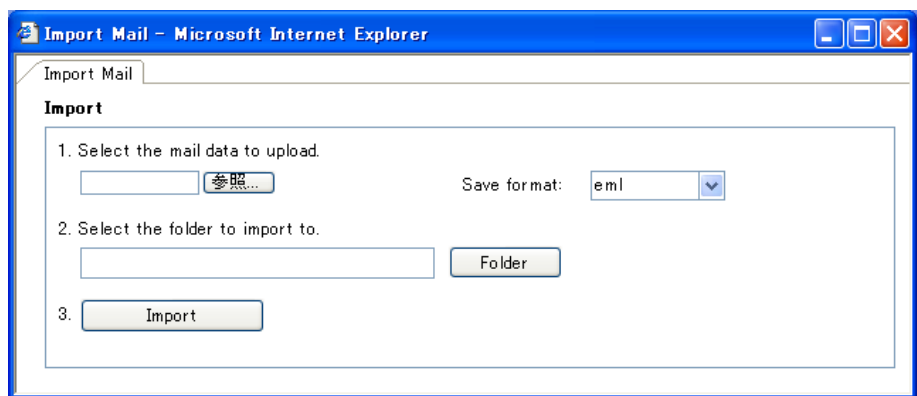 Import Mail - Microsoft Internet Explorer
Import Mail
Import
1. Select the mail data to upload.
参照... Save format: eml
2. Select the folder to import to.
Folder
3. Import